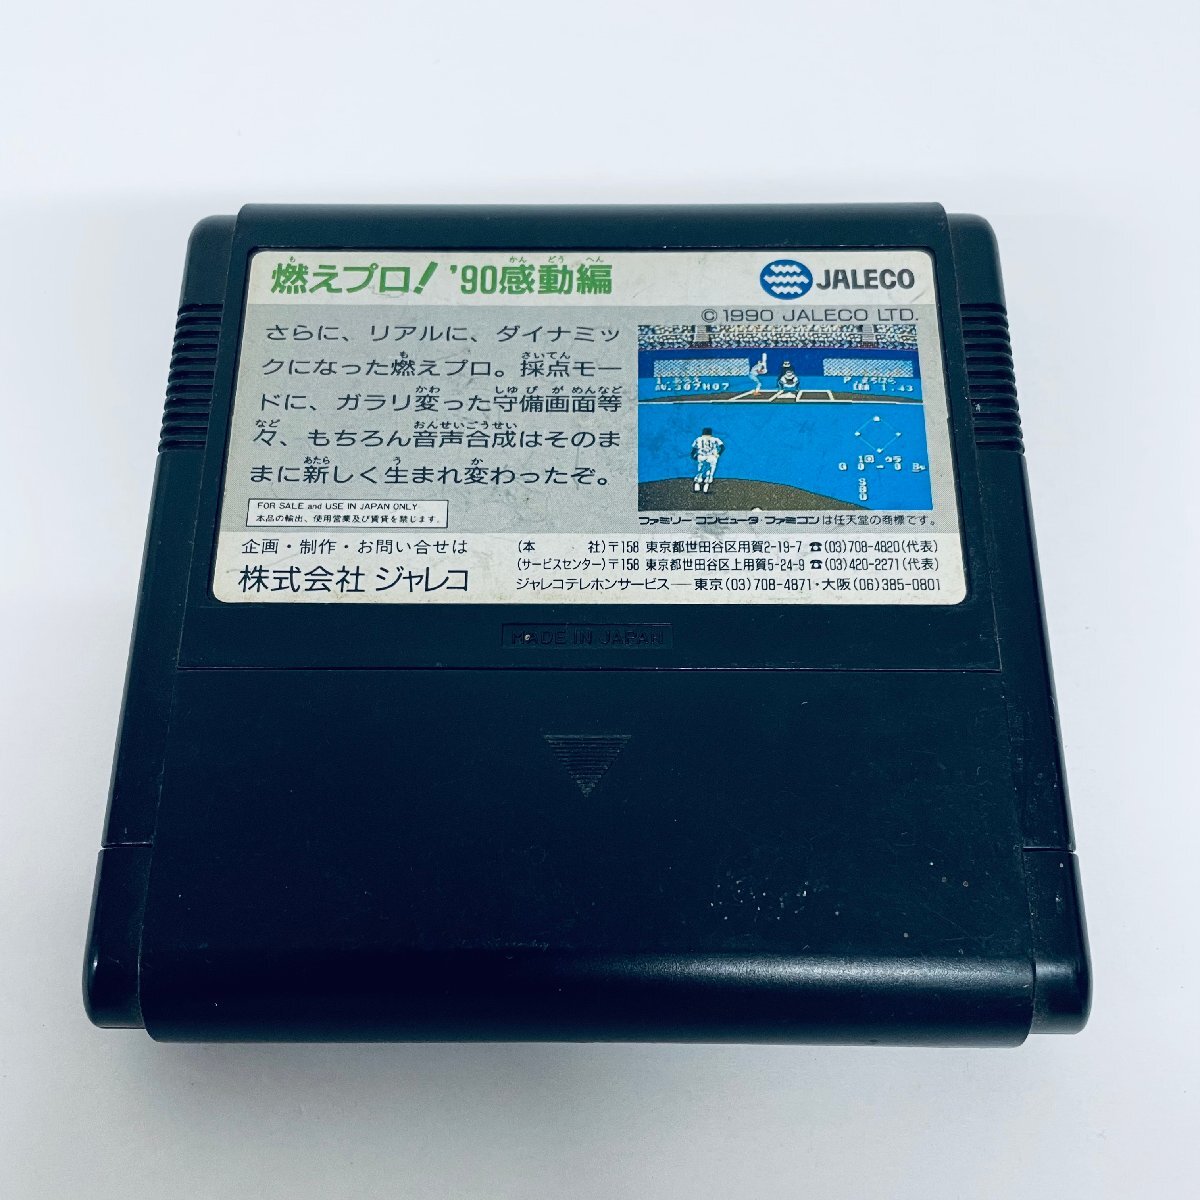 燃えプロ! '90感動編
JALECO
© 1990 JALECO LTD.
さらに、リアルに、ダイナミッ
クになった燃えプロ。採点モー
ドに、ガラリ変った守備画面等
々、もちろん音声合成はそのま
まに新しく生まれ変わったぞ。
FOR SALE and USE IN JAPAN ONLY
本品の輸出、使用営業及び賃貸を禁じます。
ファミリーコンピュータ・ファミコンは任天堂の商標です。
企画・制作・お問い合せは
株式会社 ジャレコ
(本 社)〒158 東京都世田谷区用賀2-19-7 ☎(03)708-4820(代表)
(サービスセンター)〒158 東京都世田谷区上用賀5-24-9 ☎(03)420-2271(代表)
ジャレコテレホンサービス──東京(03)708-4871・大阪(06)385-0801
MADE IN JAPAN